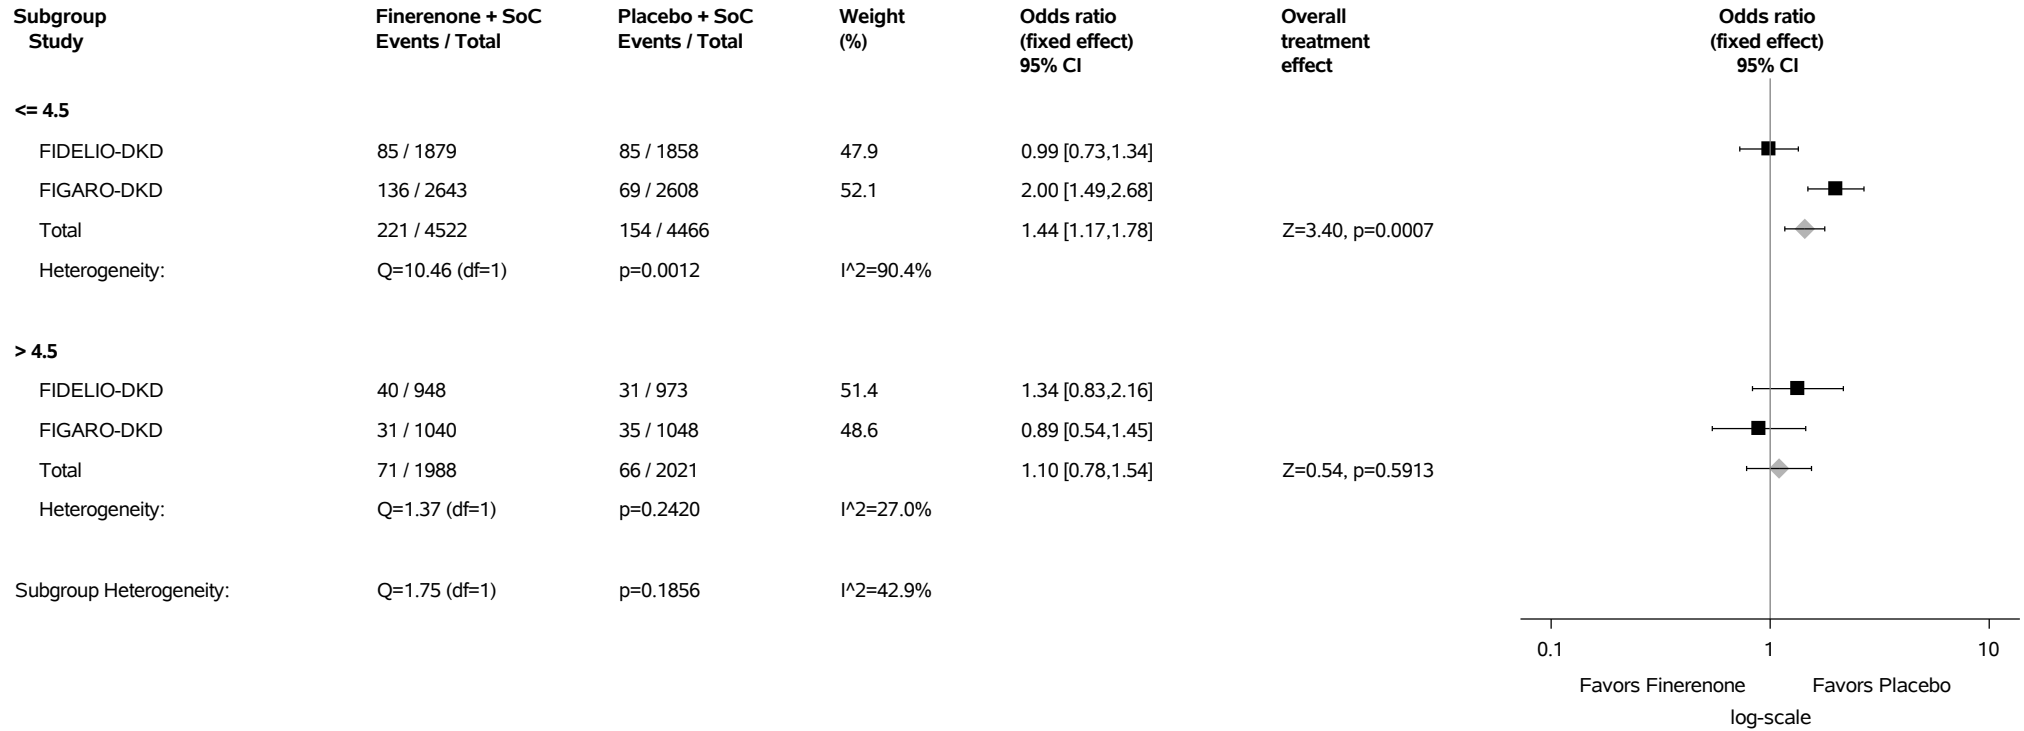 Subgroup Finerenone + SoC Placebo + SoC Weight Odds ratio Overall Odds ratio
Study Events / Total Events / Total (%) (fixed effect) treatment (fixed effect)
95% CI effect 95% CI
<= 4.5
FIDELIO-DKD 85 / 1879 85 / 1858 47.9 0.99 [0.73,1.34]
FIGARO-DKD 136 / 2643 69 / 2608 52.1 2.00 [1.49,2.68]
Total 221 / 4522 154 / 4466 1.44 [1.17,1.78] Z=3.40, p=0.0007
Heterogeneity: Q=10.46 (df=1) p=0.0012 I^2=90.4%
> 4.5
FIDELIO-DKD 40 / 948 31 / 973 51.4 1.34 [0.83,2.16]
FIGARO-DKD 31 / 1040 35 / 1048 48.6 0.89 [0.54,1.45]
Total 71 / 1988 66 / 2021 1.10 [0.78,1.54] Z=0.54, p=0.5913
Heterogeneity: Q=1.37 (df=1) p=0.2420 I^2=27.0%
Subgroup Heterogeneity: Q=1.75 (df=1) p=0.1856 I^2=42.9%
0.1 1 10
Favors Finerenone Favors Placebo
log-scale